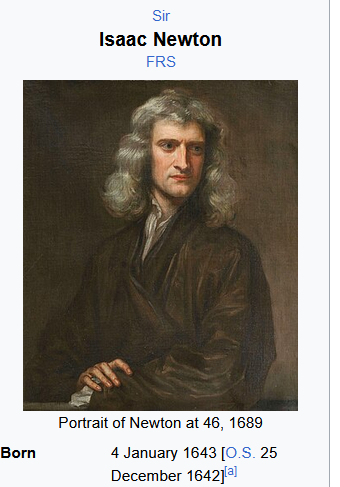 Sir
Isaac Newton
FRS
Portrait of Newton at 46, 1689
Born 4 January 1643 [O.S. 25
December 1642][a]